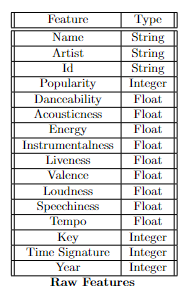 Feature Type
Name String
Artist String
Id String
Popularity Integer
Danceability Float
Acousticness Float
Energy Float
Instrumentalness Float
Liveness Float
Valence Float
Loudness Float
Speechiness Float
Tempo Float
Key Integer
Time Signature Integer
Year Integer
Raw Features